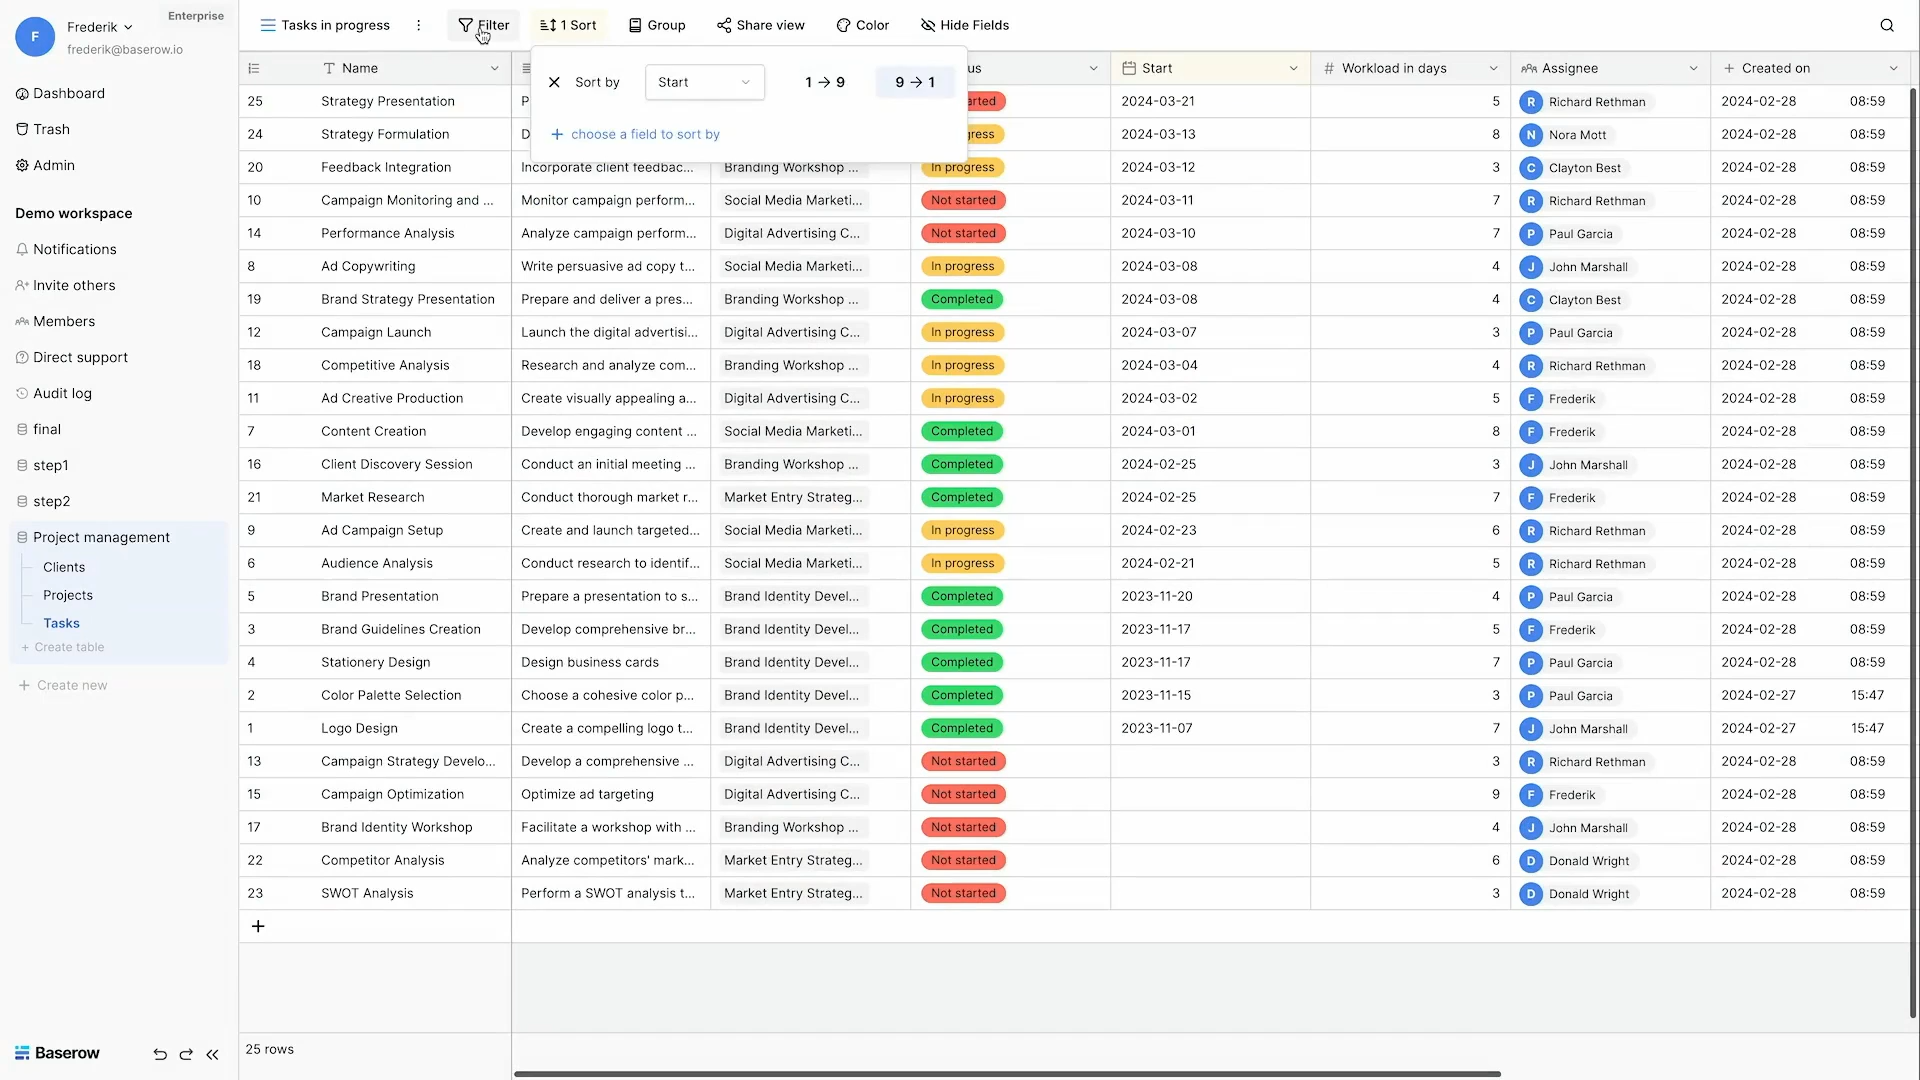 F
Frederik
Enterprise
frederik@baserow.io
Dashboard
Trash
Admin
Demo workspace
Notifications
Invite others
Members
Direct support
Audit log
final
step1
step2
Project management
Clients
Projects
Tasks
+ Create table
+ Create new
Baserow
Tasks in progress
Filter
1 Sort
Group
Share view
Color
Hide Fields
Sort by Start 1 → 9 9 → 1
+ choose a field to sort by
Name us Start # Workload in days Assignee + Created on
25 Strategy Presentation P arted 2024-03-21 5 R Richard Rethman 2024-02-28 08:59
24 Strategy Formulation D gress 2024-03-13 8 N Nora Mott 2024-02-28 08:59
20 Feedback Integration Incorporate client feedbac... Branding Workshop ... In progress 2024-03-12 3 C Clayton Best 2024-02-28 08:59
10 Campaign Monitoring and ... Monitor campaign perform... Social Media Marketi... Not started 2024-03-11 7 R Richard Rethman 2024-02-28 08:59
14 Performance Analysis Analyze campaign perform... Digital Advertising C... Not started 2024-03-10 7 P Paul Garcia 2024-02-28 08:59
8 Ad Copywriting Write persuasive ad copy t... Social Media Marketi... In progress 2024-03-08 4 J John Marshall 2024-02-28 08:59
19 Brand Strategy Presentation Prepare and deliver a pres... Branding Workshop ... Completed 2024-03-08 4 C Clayton Best 2024-02-28 08:59
12 Campaign Launch Launch the digital advertisi... Digital Advertising C... In progress 2024-03-07 3 P Paul Garcia 2024-02-28 08:59
18 Competitive Analysis Research and analyze com... Branding Workshop ... In progress 2024-03-04 4 R Richard Rethman 2024-02-28 08:59
11 Ad Creative Production Create visually appealing a... Digital Advertising C... In progress 2024-03-02 5 F Frederik 2024-02-28 08:59
7 Content Creation Develop engaging content ... Social Media Marketi... Completed 2024-03-01 8 F Frederik 2024-02-28 08:59
16 Client Discovery Session Conduct an initial meeting ... Branding Workshop ... Completed 2024-02-25 3 J John Marshall 2024-02-28 08:59
21 Market Research Conduct thorough market r... Market Entry Strateg... Completed 2024-02-25 7 F Frederik 2024-02-28 08:59
9 Ad Campaign Setup Create and launch targeted... Social Media Marketi... In progress 2024-02-23 6 R Richard Rethman 2024-02-28 08:59
6 Audience Analysis Conduct research to identif... Social Media Marketi... In progress 2024-02-21 5 R Richard Rethman 2024-02-28 08:59
5 Brand Presentation Prepare a presentation to s... Brand Identity Devel... Completed 2023-11-20 4 P Paul Garcia 2024-02-28 08:59
3 Brand Guidelines Creation Develop comprehensive br... Brand Identity Devel... Completed 2023-11-17 5 F Frederik 2024-02-28 08:59
4 Stationery Design Design business cards Brand Identity Devel... Completed 2023-11-17 7 P Paul Garcia 2024-02-28 08:59
2 Color Palette Selection Choose a cohesive color p... Brand Identity Devel... Completed 2023-11-15 3 P Paul Garcia 2024-02-27 15:47
1 Logo Design Create a compelling logo t... Brand Identity Devel... Completed 2023-11-07 7 J John Marshall 2024-02-27 15:47
13 Campaign Strategy Develo... Develop a comprehensive ... Digital Advertising C... Not started 3 R Richard Rethman 2024-02-28 08:59
15 Campaign Optimization Optimize ad targeting Digital Advertising C... Not started 9 F Frederik 2024-02-28 08:59
17 Brand Identity Workshop Facilitate a workshop with ... Branding Workshop ... Not started 4 J John Marshall 2024-02-28 08:59
22 Competitor Analysis Analyze competitors' mark... Market Entry Strateg... Not started 6 D Donald Wright 2024-02-28 08:59
23 SWOT Analysis Perform a SWOT analysis t... Market Entry Strateg... Not started 3 D Donald Wright 2024-02-28 08:59
+
25 rows